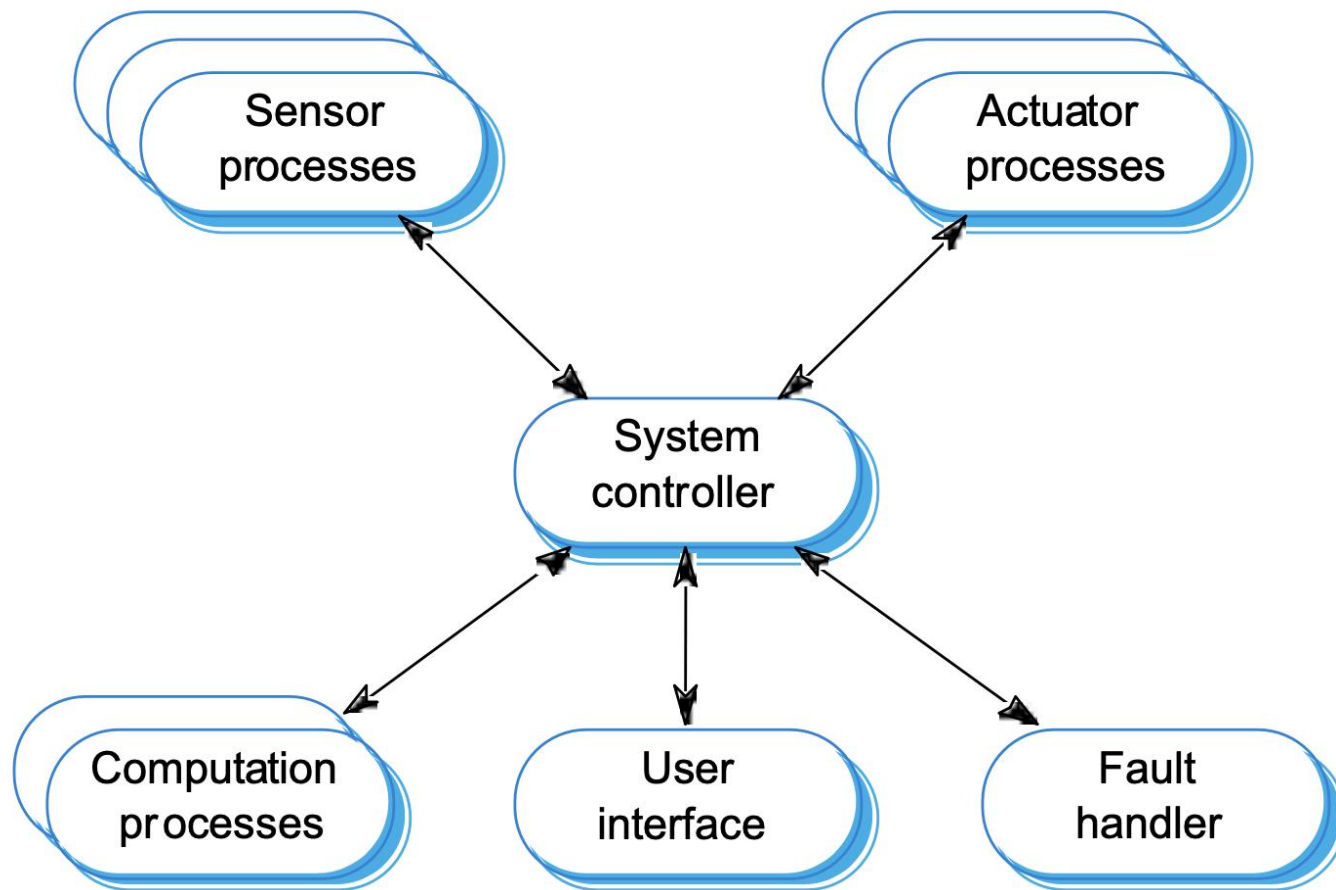 Sensor
processes
Actuator
processes
System
controller
Computation
processes
User
interface
Fault
handler